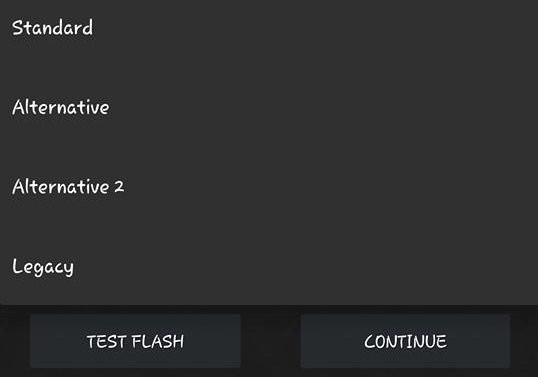 Standard
Alternative
Alternative 2
Legacy
TEST FLASH
CONTINUE